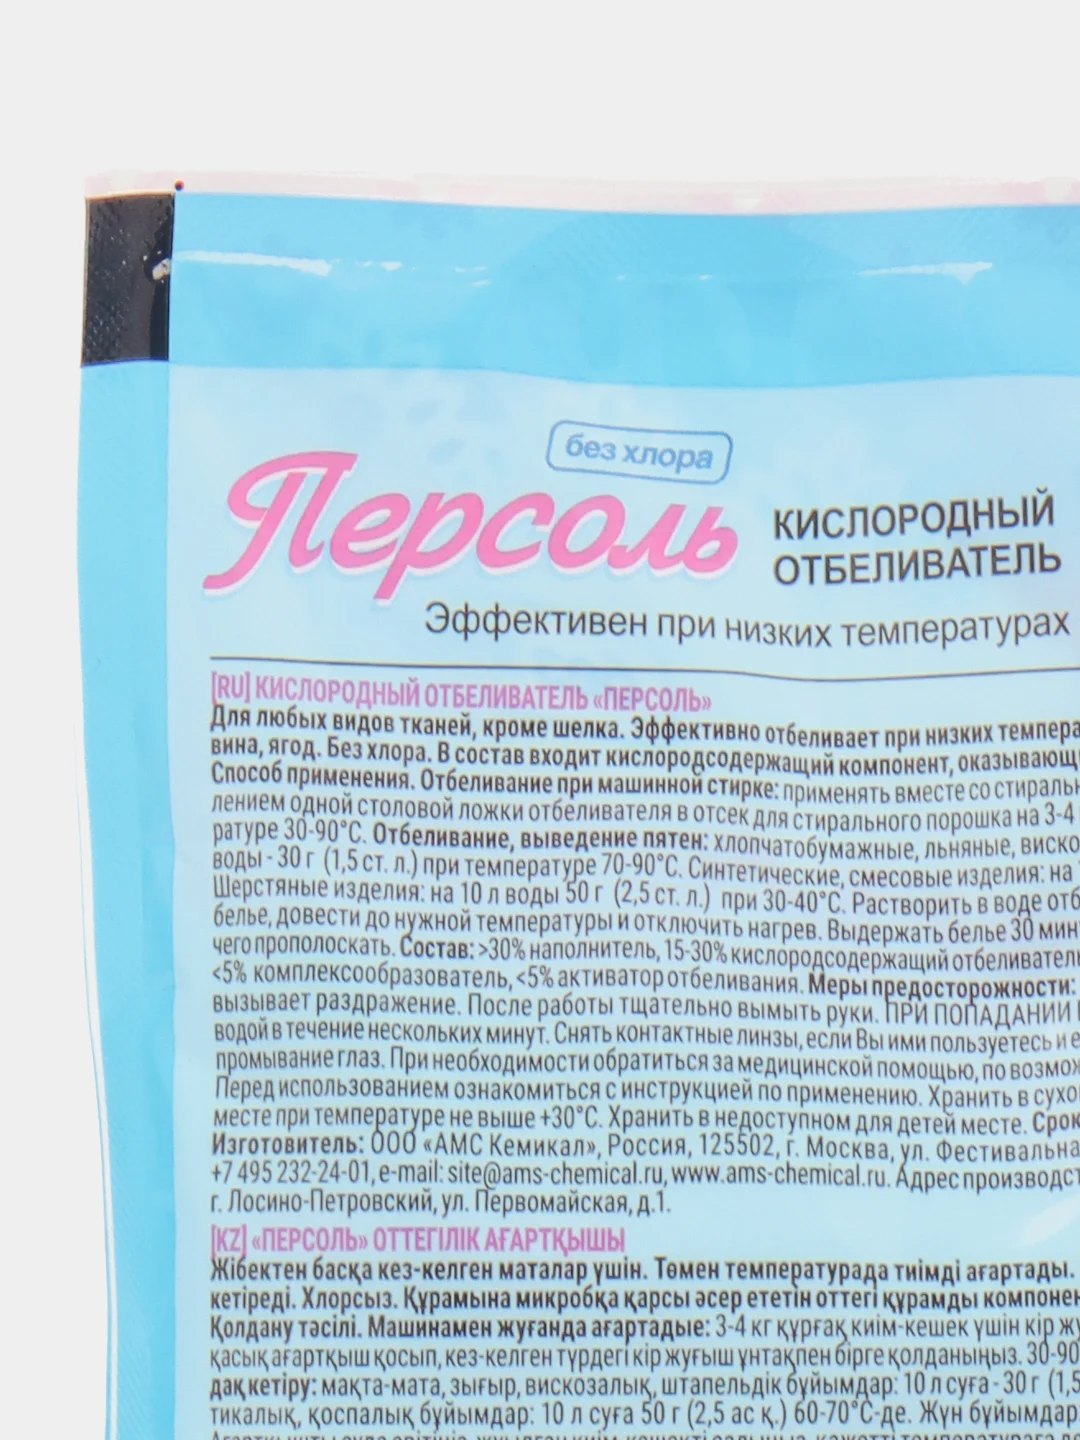 без хлора
Персоль
КИСЛОРОДНЫЙ
ОТБЕЛИВАТЕЛЬ
Эффективен при низких температурах
[RU] КИСЛОРОДНЫЙ ОТБЕЛИВАТЕЛЬ «ПЕРСОЛЬ»
Для любых видов тканей, кроме шелка. Эффективно отбеливает при низких темпера
вина, ягод. Без хлора. В состав входит кислородсодержащий компонент, оказывающ
Способ применения. Отбеливание при машинной стирке: применять вместе со стираль
лением одной столовой ложки отбеливателя в отсек для стирального порошка на 3-4
ратуре 30-90°С. Отбеливание, выведение пятен: хлопчатобумажные, льняные, виско
воды - 30 г (1,5 ст. л.) при температуре 70-90°С. Синтетические, смесовые изделия: на
Шерстяные изделия: на 10 л воды 50 г (2,5 ст. л.) при 30-40°С. Растворить в воде отб
белье, довести до нужной температуры и отключить нагрев. Выдержать белье 30 мин
чего прополоскать. Состав: >30% наполнитель, 15-30% кислородсодержащий отбеливатель
<5% комплексообразователь, <5% активатор отбеливания. Меры предосторожности:
вызывает раздражение. После работы тщательно вымыть руки. ПРИ ПОПАДАНИИ
водой в течение нескольких минут. Снять контактные линзы, если Вы ими пользуетесь и е
промывание глаз. При необходимости обратиться за медицинской помощью, по возмож
Перед использованием ознакомиться с инструкцией по применению. Хранить в сухо
месте при температуре не выше +30°С. Хранить в недоступном для детей месте. Срок
Изготовитель: ООО «АМС Кемикал», Россия, 125502, г. Москва, ул. Фестивальна
+7 495 232-24-01, e-mail: site@ams-chemical.ru, www.ams-chemical.ru. Адрес производст
г. Лосино-Петровский, ул. Первомайская, д.1.
[KZ] «ПЕРСОЛЬ» ОТТЕГІЛІК АҒАРТҚЫШЫ
Жібектен басқа кез-келген маталар үшін. Төмен температурада тиімді ағартады.
кетіреді. Хлорсыз. Құрамына микробқа қарсы әсер ететін оттегі құрамды компонен
Қолдану тәсілі. Машинамен жуғанда ағартадые: 3-4 кг құрғақ киім-кешек үшін кір жу
қасық ағартқыш қосып, кез-келген түрдегі кір жуғыш ұнтақпен бірге қолданыңыз. 30-90
дақ кетіру: мақта-мата, зығыр, вискозалық, штапельдік бұйымдар: 10 л суға - 30 г (1,5
тикалық, қоспалық бұйымдар: 10 л суға 50 г (2,5 ас қ.) 60-70°С-де. Жүн бұйымдар